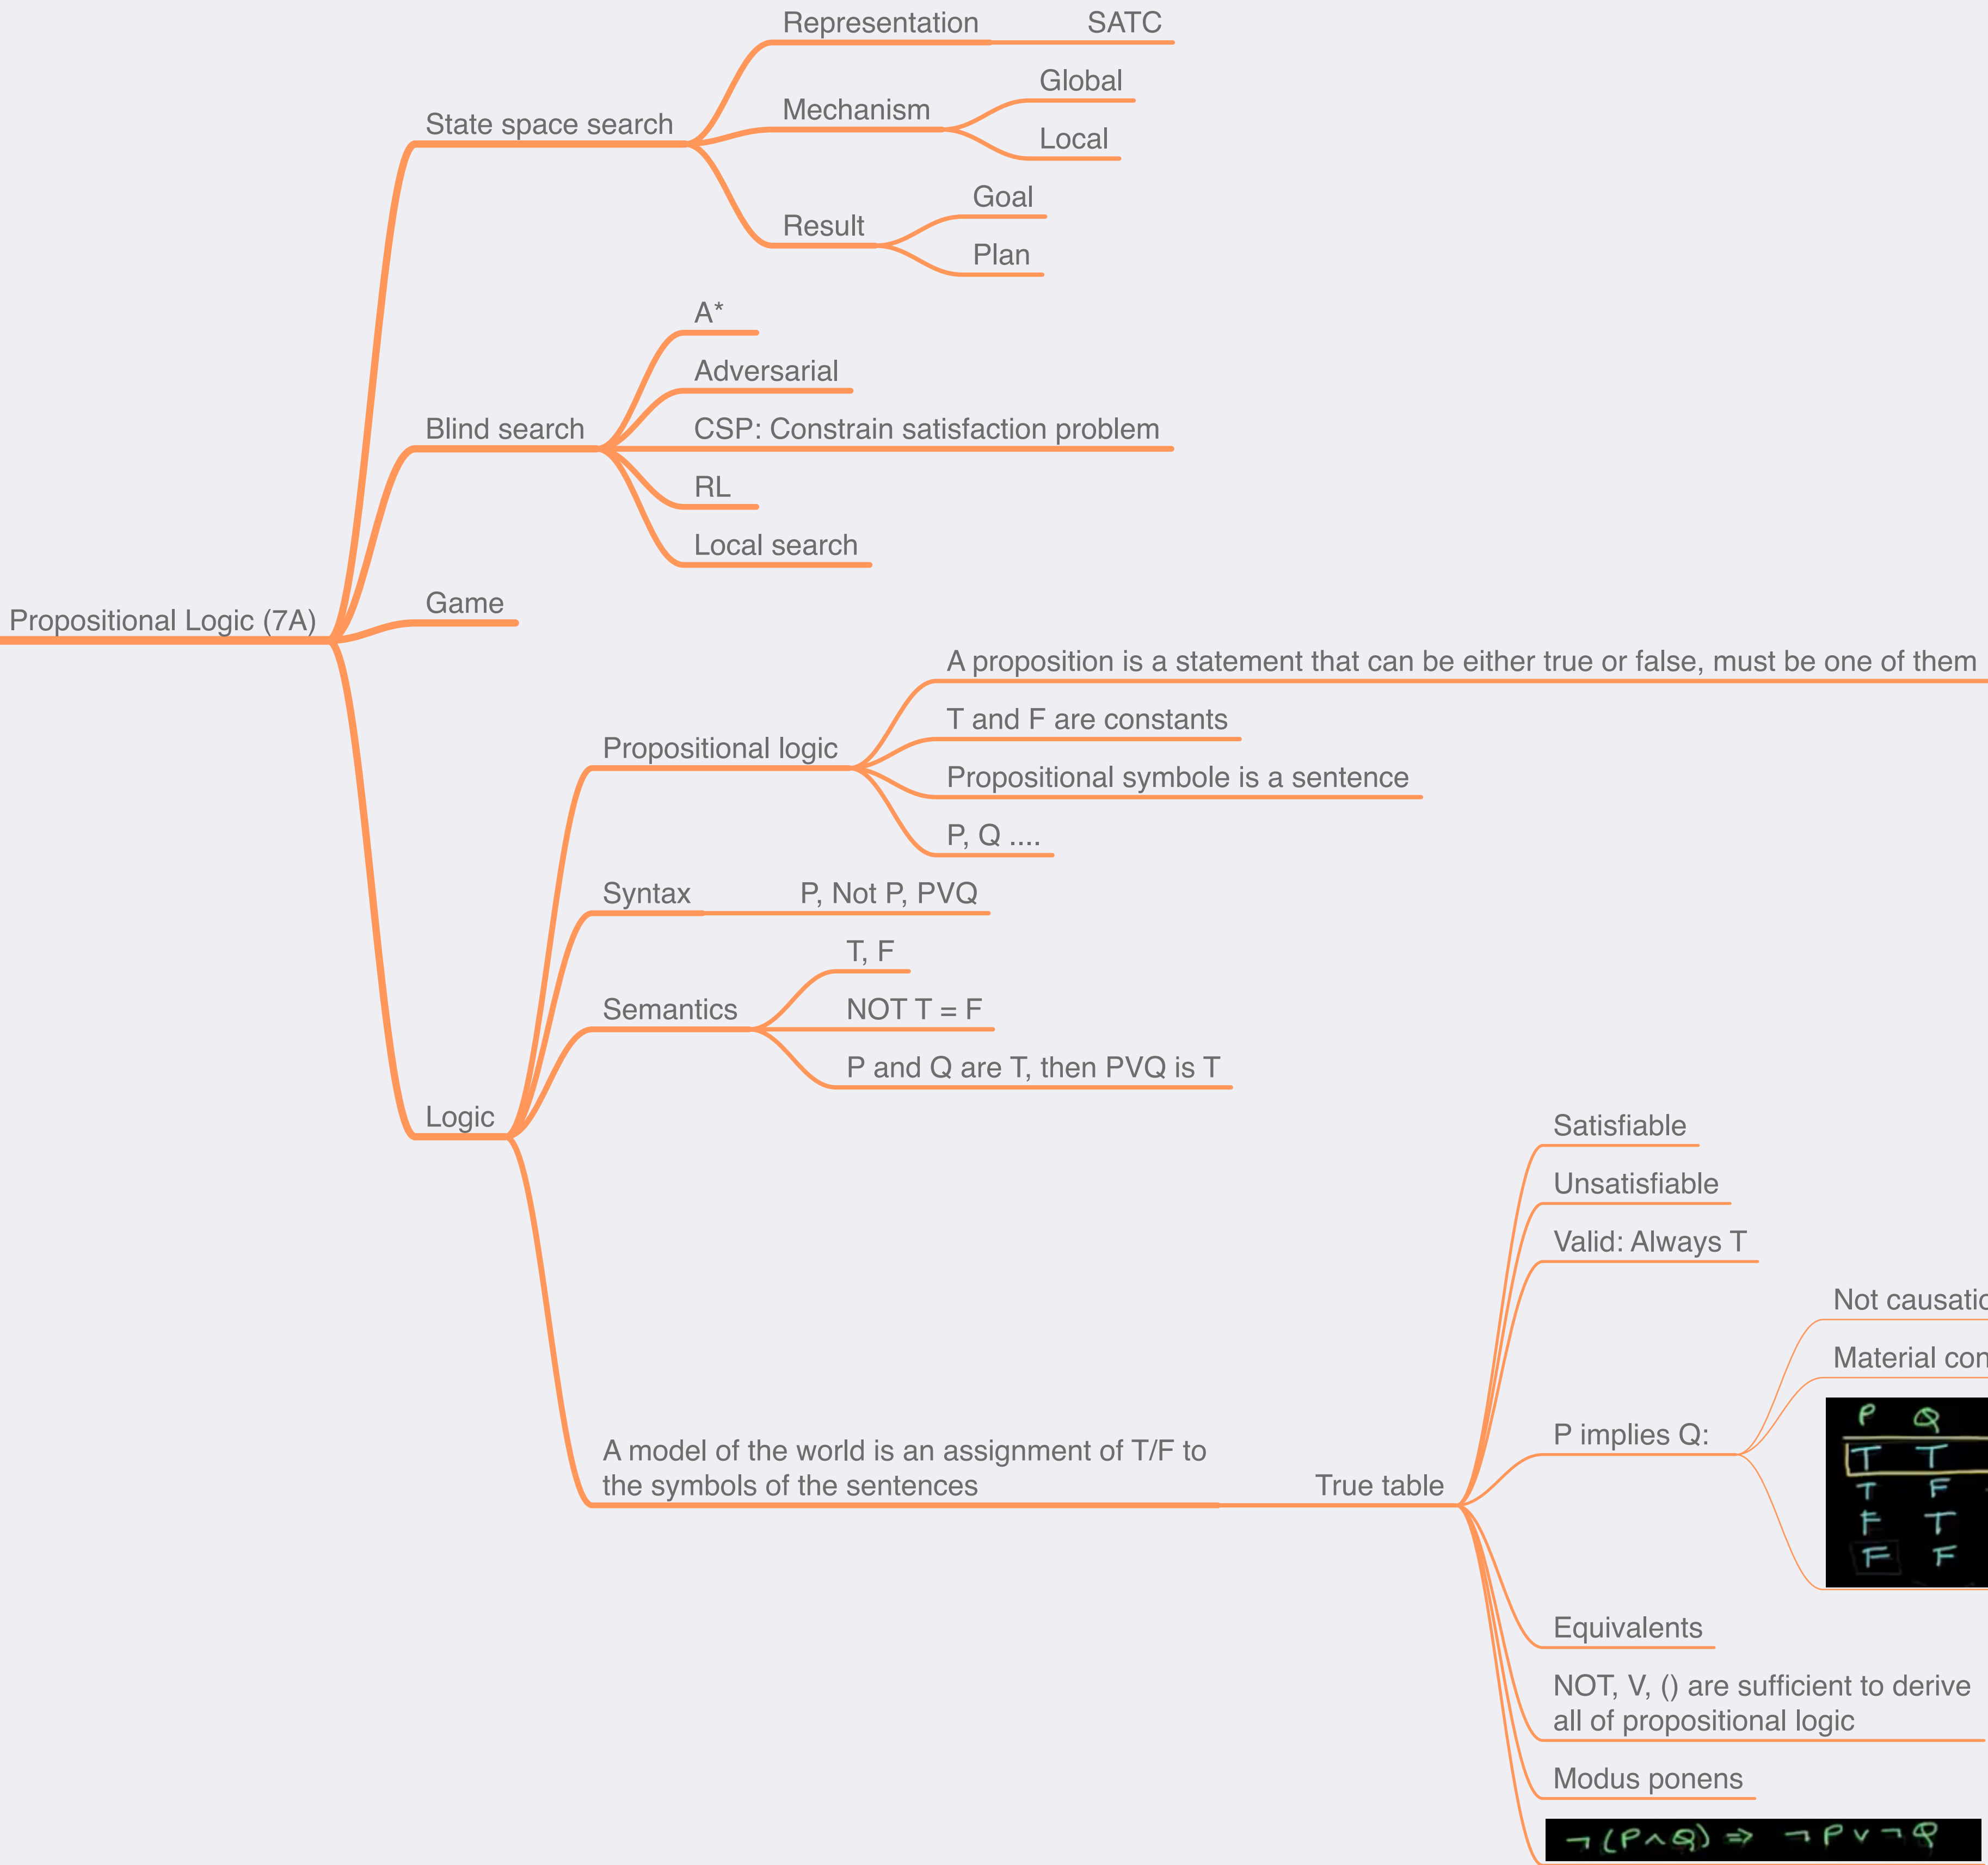 Representation
SATC
Global
Mechanism
Local
State space search
Goal
Result
Plan
A*
Adversarial
Blind search
CSP: Constrain satisfaction problem
RL
Local search
Game
Propositional Logic (7A)
A proposition is a statement that can be either true or false, must be one of them
T and F are constants
Propositional logic
Propositional symbole is a sentence
P, Q ....
Syntax
P, Not P, PVQ
T, F
Semantics
NOT T = F
P and Q are T, then PVQ is T
Logic
Satisfiable
Unsatisfiable
Valid: Always T
Not causatio
Material con
P implies Q:
P Q
T T
T F
F T
F F
A model of the world is an assignment of T/F to
the symbols of the sentences
True table
Equivalents
NOT, V, () are sufficient to derive
all of propositional logic
Modus ponens
¬(P∧Q) ⇒ ¬P∨¬Q